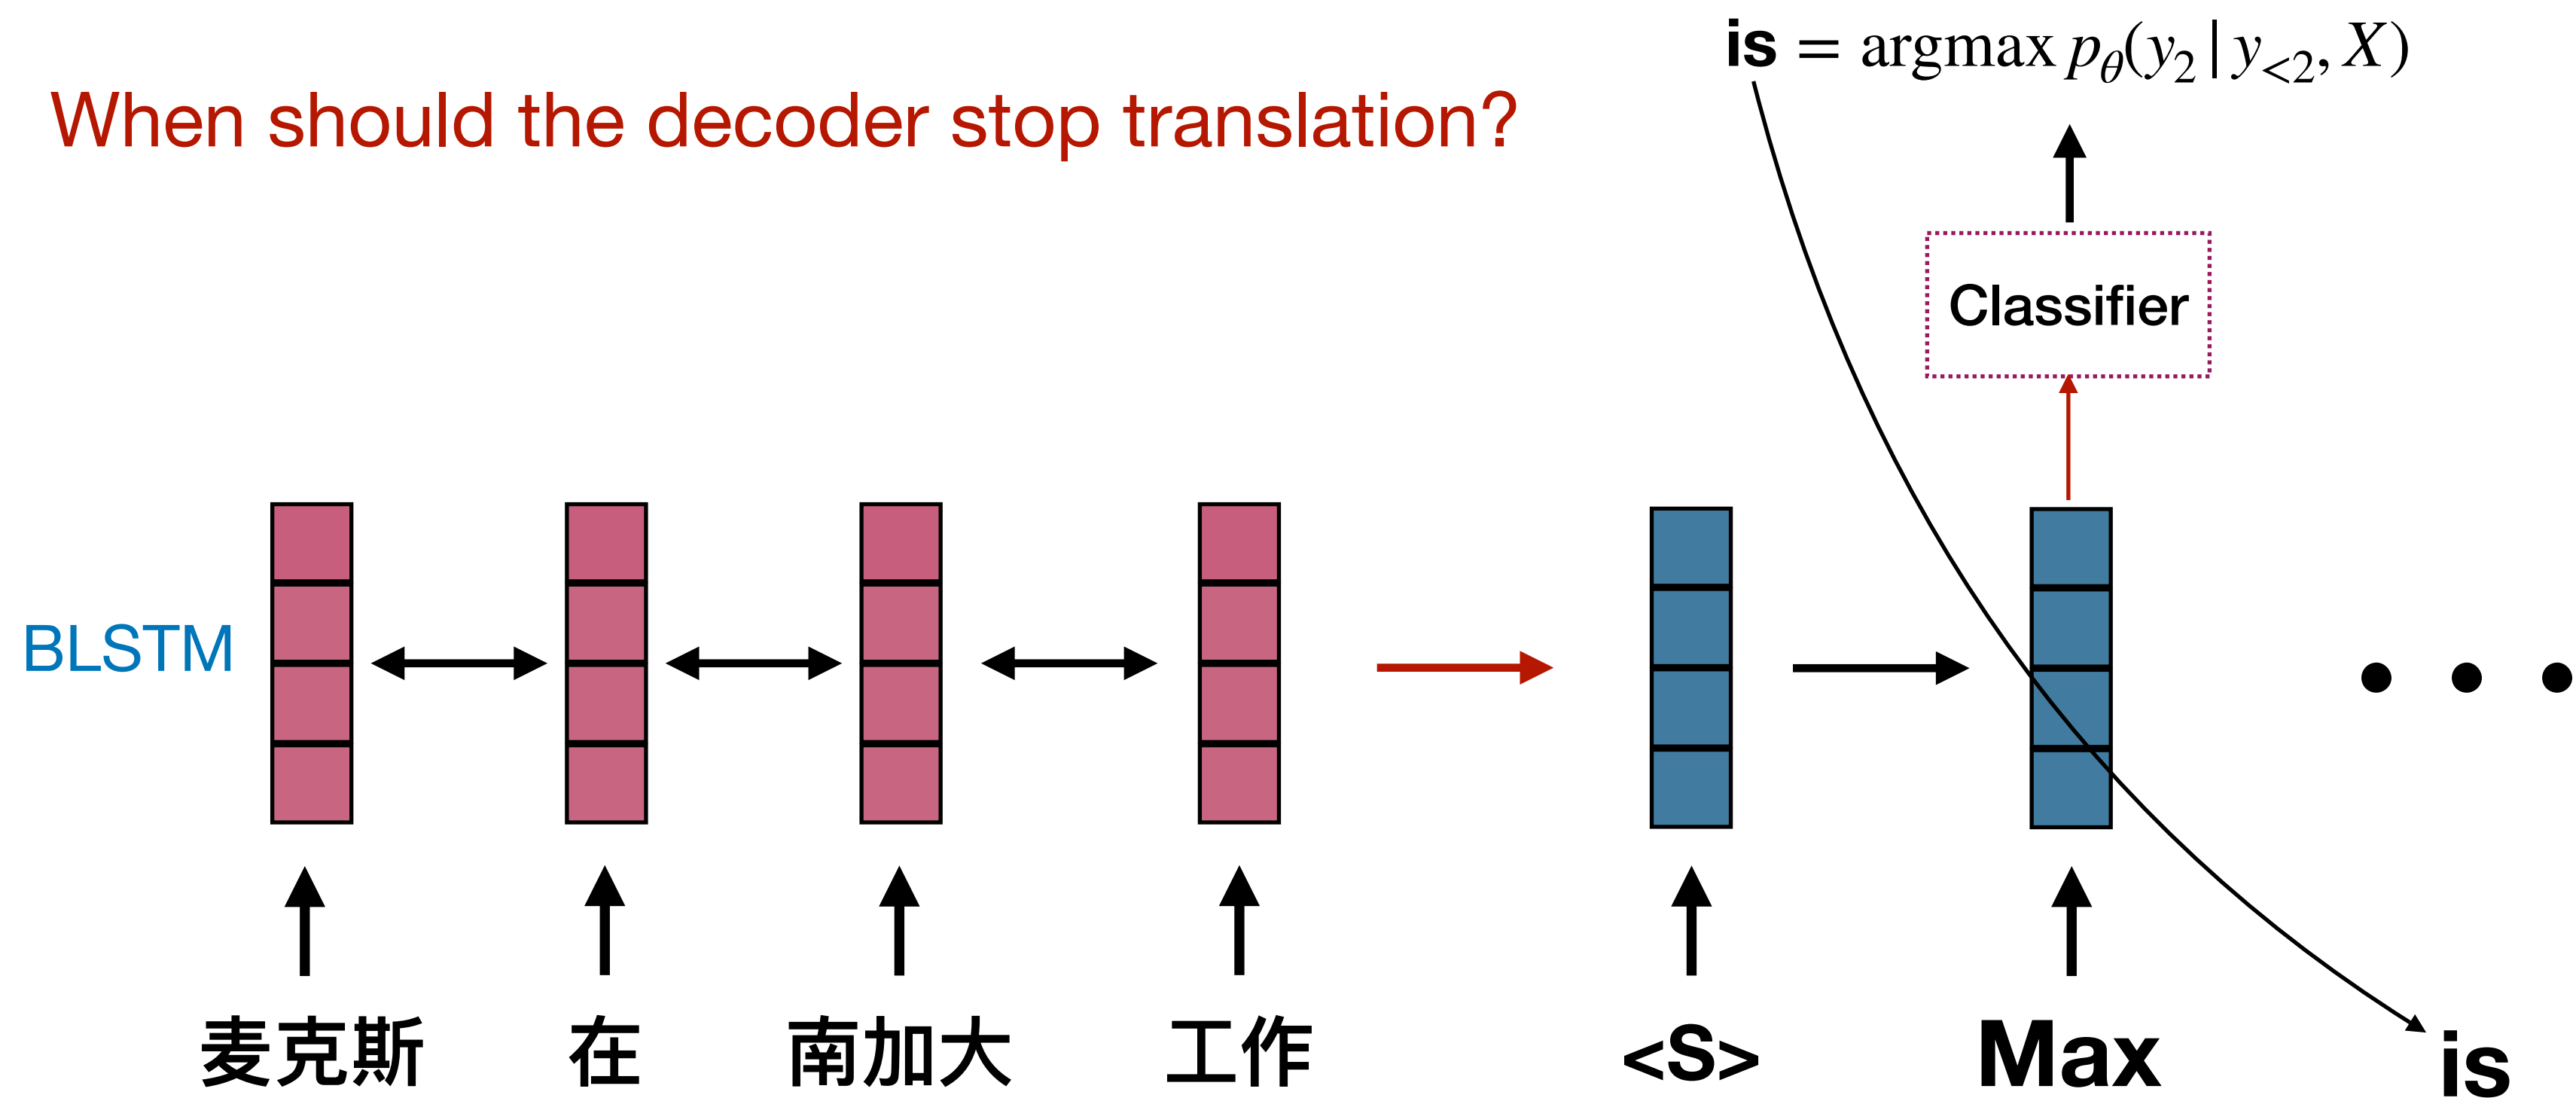 is = argmax p_θ(y_2 | y_{<2}, X)
When should the decoder stop translation?
Classifier
BLSTM
麦克斯 在 南加大 工作 <S> Max is